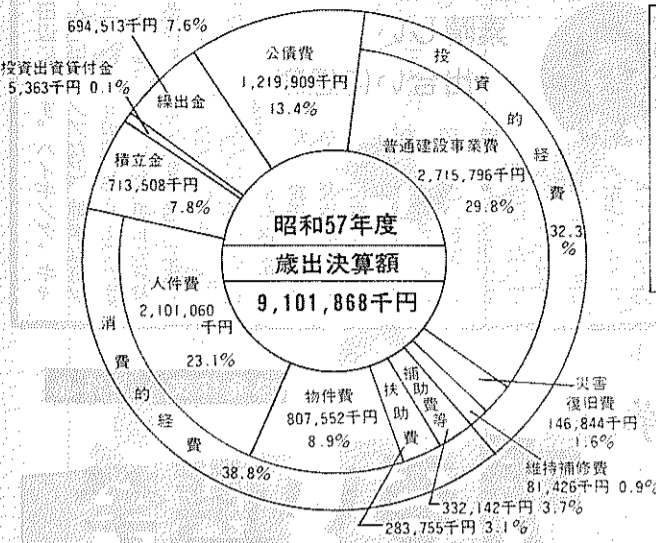 昭和57年度
歳出決算額
9,101,868千円
投資的経費
32.3
%
普通建設事業費
2,715,796千円
29.8%
災害
復旧費
146,844千円
1.6%
維持補修費
81,426千円 0.9%
補助費等
332,142千円 3.7%
扶助費
283,755千円 3.1%
物件費
807,552千円
8.9%
消費的経費
38.8%
人件費
2,101,060
千円
23.1%
積立金
713,508千円
7.8%
投資出資貸付金
5,363千円 0.1%
繰出金
694,513千円 7.6%
公債費
1,219,909千円
13.4%